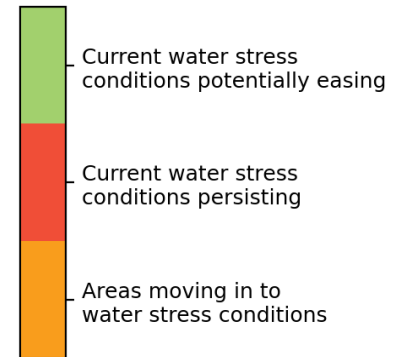 Current water stress
conditions potentially easing
Current water stress
conditions persisting
Areas moving in to
water stress conditions